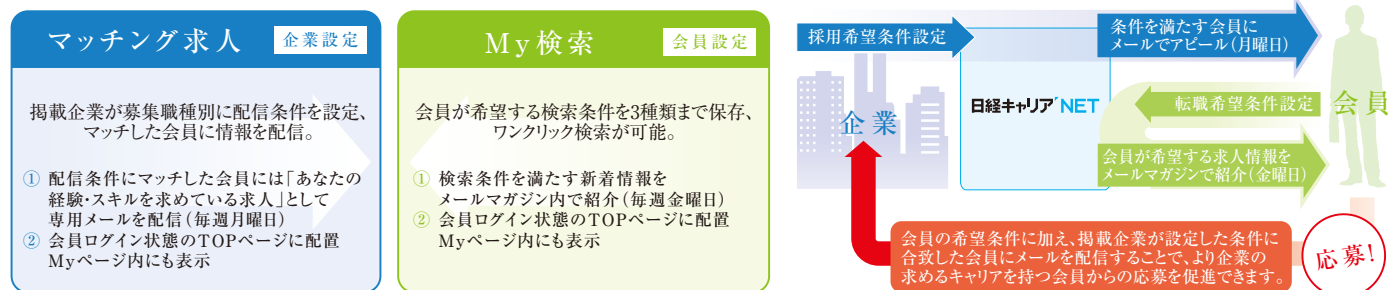 マッチング求人
企業設定
掲載企業が募集職種別に配信条件を設定、
マッチした会員に情報を配信。
① 配信条件にマッチした会員には「あなたの
経験・スキルを求めている求人」として
専用メールを配信（毎週月曜日）
② 会員ログイン状態のTOPページに配置
Myページ内にも表示
My検索
会員設定
会員が希望する検索条件を3種類まで保存、
ワンクリック検索が可能。
① 検索条件を満たす新着情報を
メールマガジン内で紹介（毎週金曜日）
② 会員ログイン状態のTOPページに配置
Myページ内にも表示
採用希望条件設定
条件を満たす会員に
メールでアピール（月曜日）
企業
日経キャリアNET
転職希望条件設定
会員
会員が希望する求人情報を
メールマガジンで紹介（金曜日）
会員の希望条件に加え、掲載企業が設定した条件に
合致した会員にメールを配信することで、より企業の
求めるキャリアを持つ会員からの応募を促進できます。
応募！